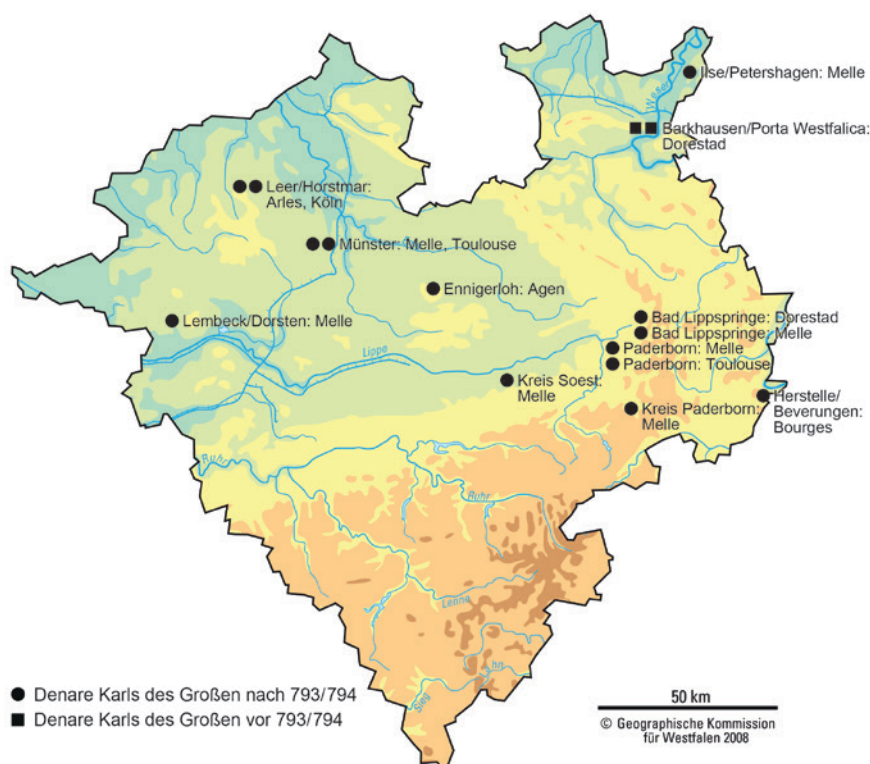 Weser
Ilse/Petershagen: Melle
Barkhausen/Porta Westfalica:
Dorestad
Leer/Horstmar:
Arles, Köln
Münster: Melle, Toulouse
Ennigerloh: Agen
Lembeck/Dorsten: Melle
Bad Lippspringe: Dorestad
Bad Lippspringe: Melle
Paderborn: Melle
Paderborn: Toulouse
Lippe
Kreis Soest:
Melle
Kreis Paderborn:
Melle
Herstelle/
Beverungen:
Bourges
Ruhr
Ruhr
Lenne
Sieg
Denare Karls des Großen nach 793/794
Denare Karls des Großen vor 793/794
50 km
© Geographische Kommission
für Westfalen 2008